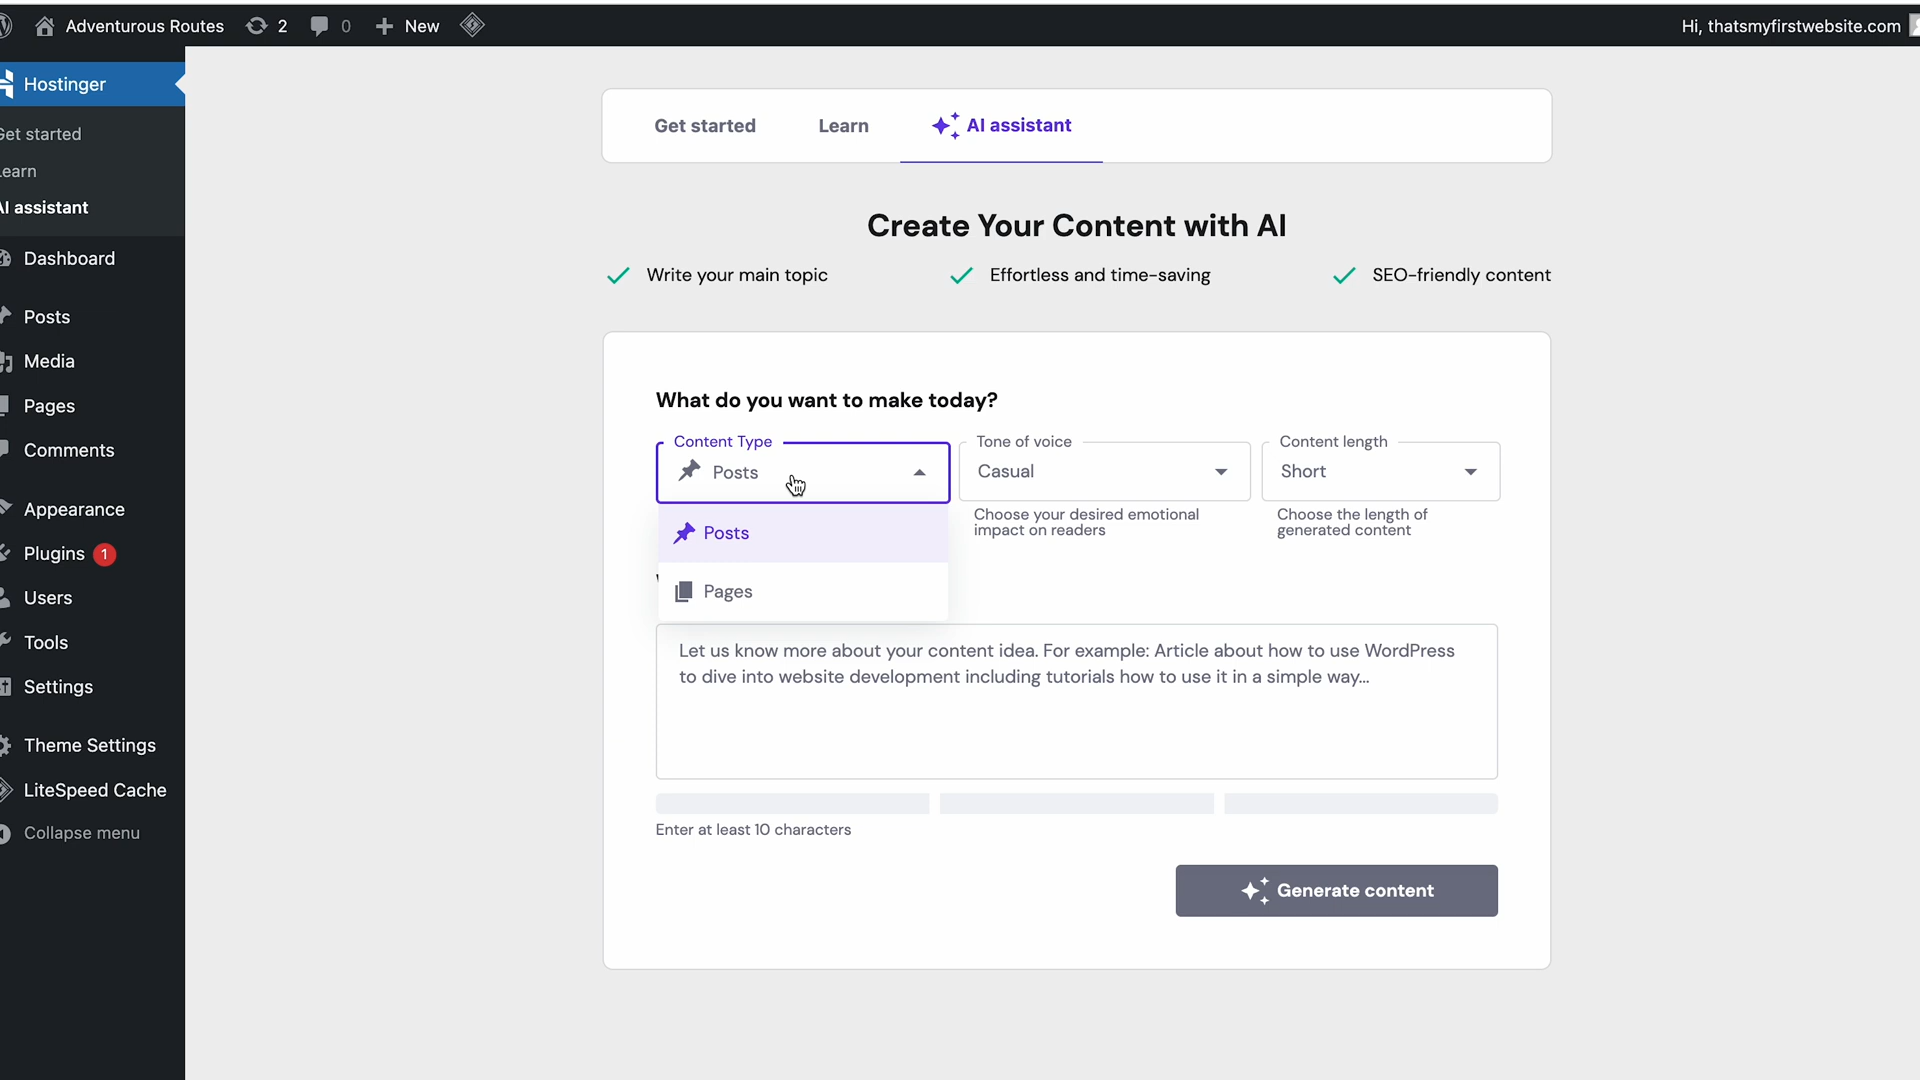 Adventurous Routes 2 0 + New
Hi, thatsmyfirstwebsite.com
Hostinger
Get started
Learn
AI assistant
Dashboard
Posts
Media
Pages
Comments
Appearance
Plugins 1
Users
Tools
Settings
Theme Settings
LiteSpeed Cache
Collapse menu
Get started Learn AI assistant
Create Your Content with AI
Write your main topic Effortless and time-saving SEO-friendly content
What do you want to make today?
Content Type
Posts
Posts
Pages
Tone of voice
Casual
Choose your desired emotional
impact on readers
Content length
Short
Choose the length of
generated content
Let us know more about your content idea. For example: Article about how to use WordPress
to dive into website development including tutorials how to use it in a simple way...
Enter at least 10 characters
Generate content